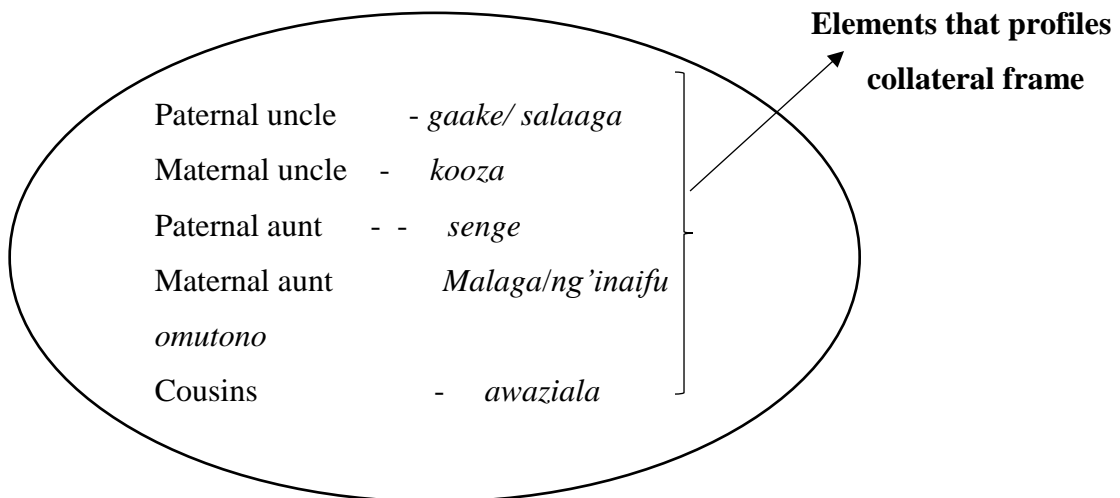 Elements that profiles
collateral frame
Paternal uncle - gaake/ salaaga
Maternal uncle - kooza
Paternal aunt - - senge
Maternal aunt Malaga/ng’inaifu
omutono
Cousins - awaziala